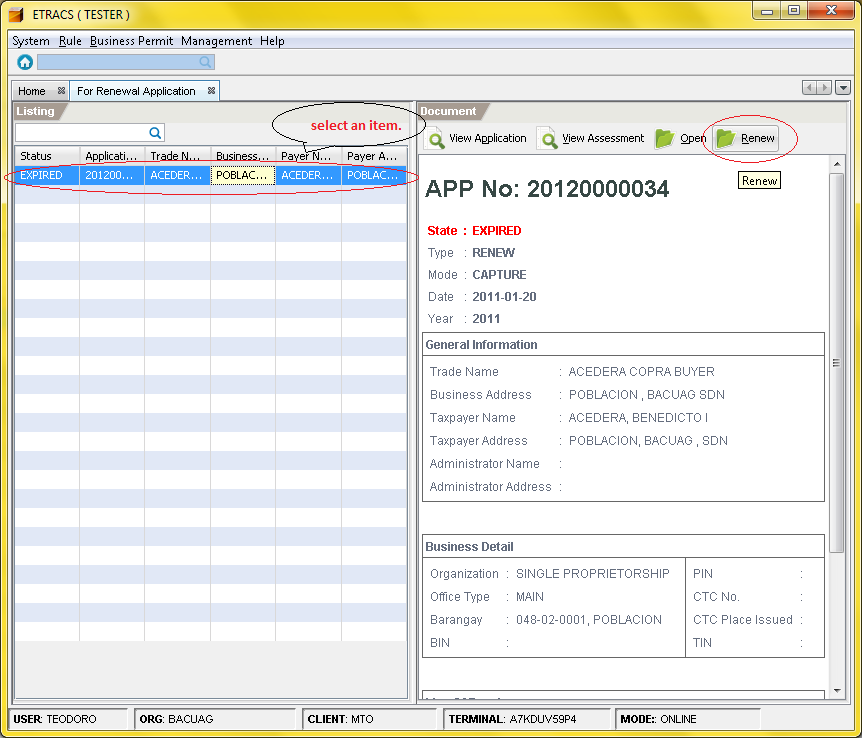 ETRACS ( TESTER )
System Rule Business Permit Management Help
Home For Renewal Application
Listing
select an item.
Document
View Application View Assessment Open Renew
Status Applicati... Trade N... Business... Payer N... Payer A...
EXPIRED 201200... ACEDER... POBLAC... ACEDER... POBLAC...
Renew
APP No: 20120000034
State : EXPIRED
Type : RENEW
Mode : CAPTURE
Date : 2011-01-20
Year : 2011
General Information
Trade Name : ACEDERA COPRA BUYER
Business Address : POBLACION , BACUAG SDN
Taxpayer Name : ACEDERA, BENEDICTO I
Taxpayer Address : POBLACION, BACUAG , SDN
Administrator Name :
Administrator Address :
Business Detail
Organization : SINGLE PROPRIETORSHIP PIN :
Office Type : MAIN CTC No. :
Barangay : 048-02-0001, POBLACION CTC Place Issued :
BIN : TIN :
USER: TEODORO ORG: BACUAG CLIENT: MTO TERMINAL: A7KDUV59P4 MODE: : ONLINE